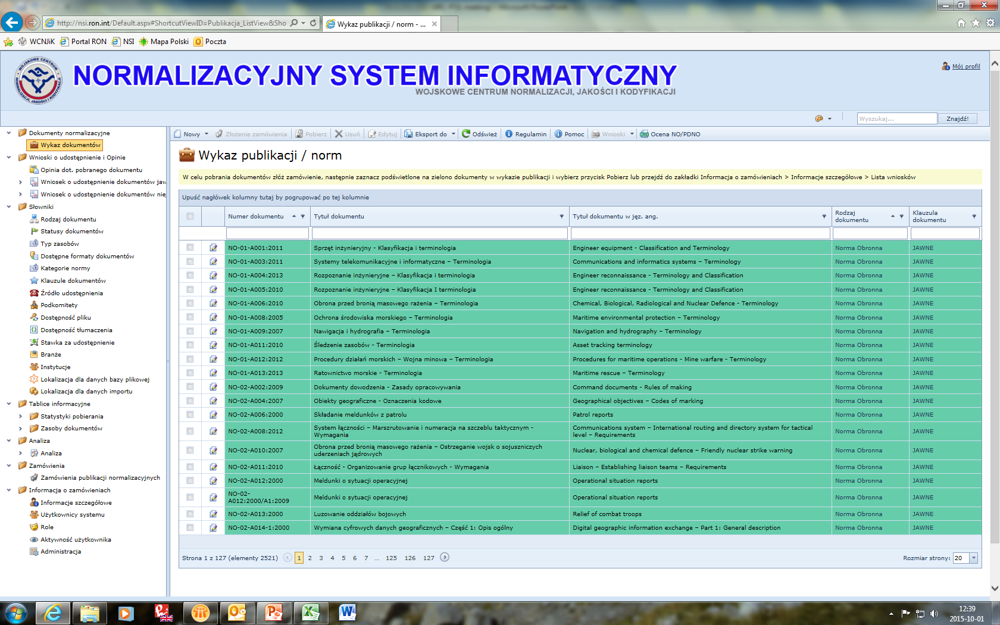 http://nsi.ron.int/Default.aspx#ShortcutViewID=Publikacja_ListView&Sho
Wykaz publikacji / norm - ...
WCNJiK Portal RON NSI Mapa Polski Poczta
WOJSKOWE CENTRUM
NORMALIZACJI, JAKOŚCI I KODYFIKACJI
NORMALIZACYJNY SYSTEM INFORMATYCZNY
WOJSKOWE CENTRUM NORMALIZACJI, JAKOŚCI I KODYFIKACJI
Mój profil
Wyszukaj... Znajdź!
Dokumenty normalizacyjne
Wykaz dokumentów
Wnioski o udostępnienie i Opinie
Opinia dot. pobranego dokumentu
Wniosek o udostępnienie dokumentów jaw
Wniosek o udostępnienie dokumentów niej
Słowniki
Rodzaj dokumentu
Statusy dokumentów
Typ zasobów
Dostępne formaty dokumentów
Kategorie normy
Klauzule dokumentów
Źródło udostępnienia
Podkomitety
Dostępność pliku
Dostępność tłumaczenia
Stawka za udostępnienie
Branże
Instytucje
Lokalizacja dla danych bazy plikowej
Lokalizacja dla danych importu
Tablice informacyjne
Statystyki pobierania
Zasoby dokumentów
Analiza
Analiza
Zamówienia
Zamówienia publikacji normalizacyjnych
Informacja o zamówieniach
Informacje szczegółowe
Użytkownicy systemu
Role
Aktywność użytkownika
Administracja
Nowy Złożenie zamówienia Pobierz Usuń Edytuj Eksport do Odśwież Regulamin Pomoc Wnioski Ocena NO/PDNO
Wykaz publikacji / norm
W celu pobrania dokumentów złóż zamówienie, następnie zaznacz podświetlone na zielono dokumenty w wykazie publikacji i wybierz przycisk Pobierz lub przejdź do zakładki Informacja o zamówieniach > Informacje szczegółowe > Lista wniosków
Upuść nagłówek kolumny tutaj by pogrupować po tej kolumnie
Numer dokumentu Tytuł dokumentu Tytuł dokumentu w jęz. ang. Rodzaj dokumentu Klauzula dokumentu
NO-01-A001:2011 Sprzęt inżynieryjny - Klasyfikacja i terminologia Engineer equipment - Classification and Terminology Norma Obronna JAWNE
NO-01-A003:2011 Systemy telekomunikacyjne i informatyczne – Terminologia Communications and informatics systems – Terminology Norma Obronna JAWNE
NO-01-A004:2013 Rozpoznanie inżynieryjne – Klasyfikacja i terminologia Engineer reconnaissance - Terminology and Classification Norma Obronna JAWNE
NO-01-A005:2010 Rozpoznanie inżynieryjne – Klasyfikacja I terminologia Engineer reconnaissance - Terminology and Classification Norma Obronna JAWNE
NO-01-A006:2010 Obrona przed bronią masowego rażenia – Terminologia Chemical, Biological, Radiological and Nuclear Defence - Terminology Norma Obronna JAWNE
NO-01-A008:2005 Ochrona środowiska morskiego – Terminologia Maritime environmental protection – Terminology Norma Obronna JAWNE
NO-01-A009:2007 Nawigacja i hydrografia – Terminologia Navigation and hydrography – Terminology Norma Obronna JAWNE
NO-01-A011:2010 Śledzenie zasobów - Terminologia Asset tracking terminology Norma Obronna JAWNE
NO-01-A012:2012 Procedury działań morskich – Wojna minowa – Terminologia Procedures for maritime operations - Mine warfare - Terminology Norma Obronna JAWNE
NO-01-A013:2013 Ratownictwo morskie - Terminologia Maritime rescue – Terminology Norma Obronna JAWNE
NO-02-A002:2009 Dokumenty dowodzenia - Zasady opracowywania Command documents - Rules of making Norma Obronna JAWNE
NO-02-A004:2007 Obiekty geograficzne - Oznaczenia kodowe Geographical objectives – Codes of marking Norma Obronna JAWNE
NO-02-A006:2000 Składanie meldunków z patrolu Patrol reports Norma Obronna JAWNE
NO-02-A008:2012 System łączności – Marszrutowanie i numeracja na szczeblu taktycznym - Wymagania Communications system – International routing and directory system for tactical level – Requirements Norma Obronna JAWNE
NO-02-A010:2007 Obrona przed bronią masowego rażenia – Ostrzeganie wojsk o sojuszniczych uderzeniach jądrowych Nuclear, biological and chemical defence – Friendly nuclear strike warning Norma Obronna JAWNE
NO-02-A011:2010 Łączność - Organizowanie grup łącznikowych - Wymagania Liaison – Establishing liaison teams – Requirements Norma Obronna JAWNE
NO-02-A012:2000 Meldunki o sytuacji operacyjnej Operational situation reports Norma Obronna JAWNE
NO-02-A012:2000/A1:2009 Meldunki o sytuacji operacyjnej Operational situation reports Norma Obronna JAWNE
NO-02-A013:2000 Luzowanie oddziałów bojowych Relief of combat troops Norma Obronna JAWNE
NO-02-A014-1:2000 Wymiana cyfrowych danych geograficznych – Część 1: Opis ogólny Digital geographic information exchange – Part 1: General description Norma Obronna JAWNE
Strona 1 z 127 (elementy 2521) 1 2 3 4 5 6 7 ... 125 126 127 Rozmiar strony: 20
12:39
2015-10-01